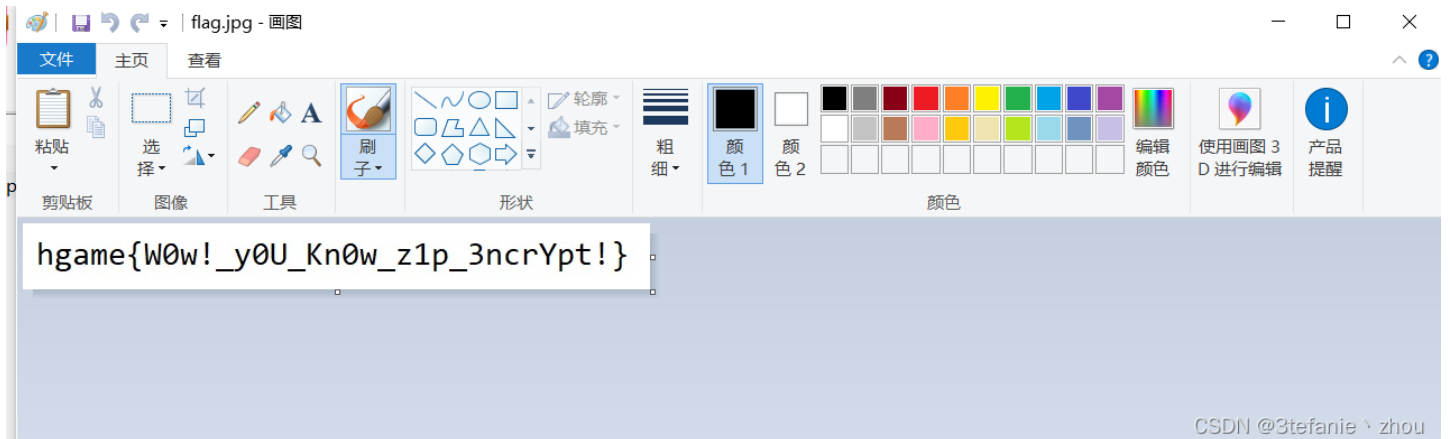 flag.jpg - 画图
文件 主页 查看
粘贴
选择
A
刷子
轮廓
填充
粗细
颜色 1
颜色 2
编辑颜色
使用画图 3D 进行编辑
产品提醒
剪贴板 图像 工具 形状 颜色
p
hgame{W0w!_y0U_Kn0w_z1p_3ncrYpt!}
CSDN @3tefanie丶zhou